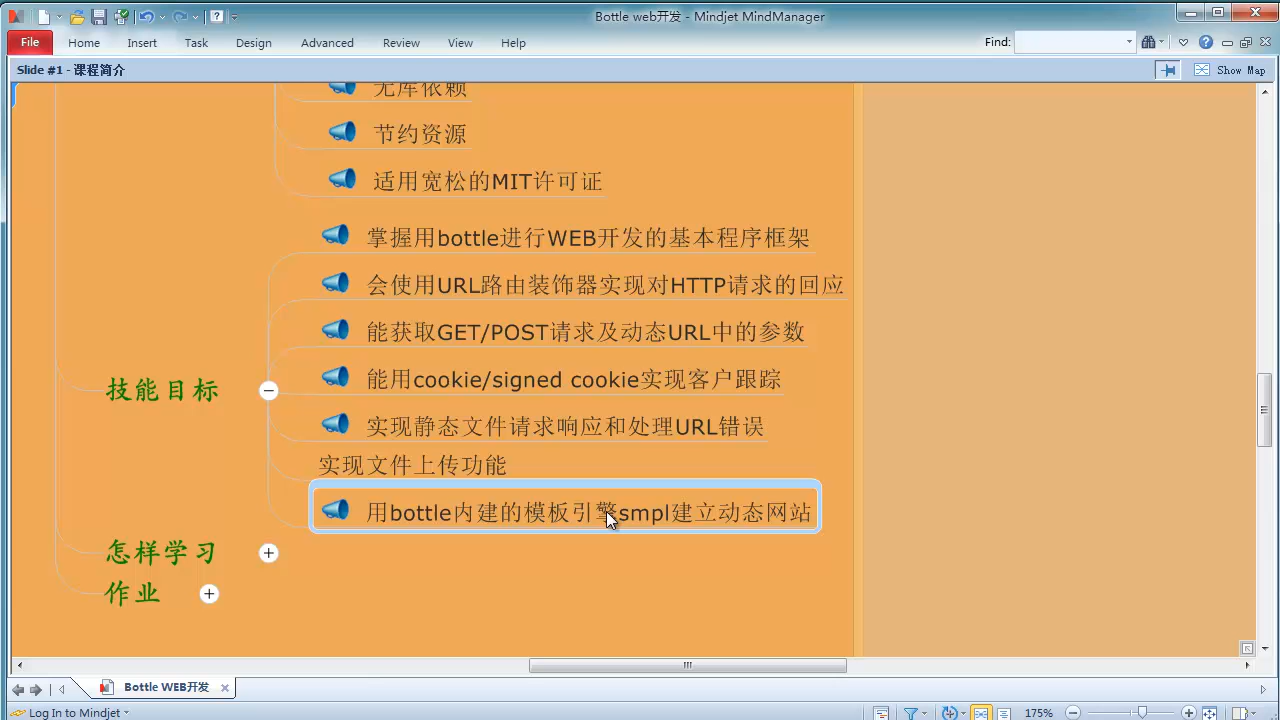 Bottle web开发 - Mindjet MindManager
File Home Insert Task Design Advanced Review View Help Find:
Slide #1 - 课程简介 Show Map
无库依赖
节约资源
适用宽松的MIT许可证
掌握用bottle进行WEB开发的基本程序框架
会使用URL路由装饰器实现对HTTP请求的回应
能获取GET/POST请求及动态URL中的参数
能用cookie/signed cookie实现客户跟踪
技能目标
实现静态文件请求响应和处理URL错误
实现文件上传功能
用bottle内建的模板引擎smpl建立动态网站
怎样学习
作业
Bottle WEB开发
Log In to Mindjet 175%